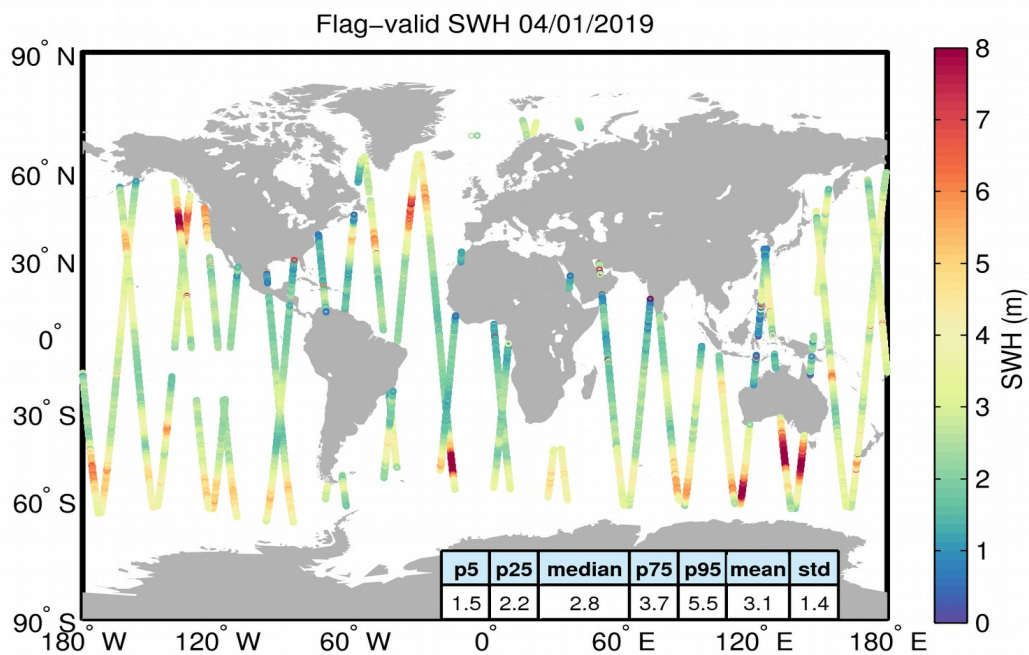 Flag−valid SWH 04/01/2019
90° N
60° N
30° N
0°
30° S
60° S
90° S
180° W
120° W
60° W
0°
60° E
120° E
180° E
p5 p25 median p75 p95 mean std
1.5 2.2 2.8 3.7 5.5 3.1 1.4
8
7
6
5
4
3
2
1
0
SWH (m)